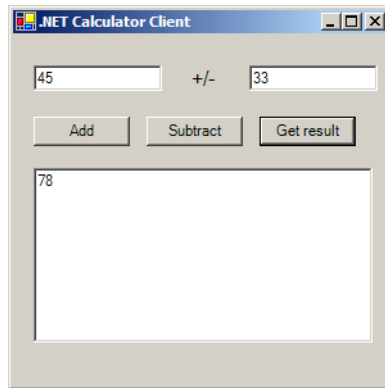 .NET Calculator Client
45 +/- 33
Add Subtract Get result
78